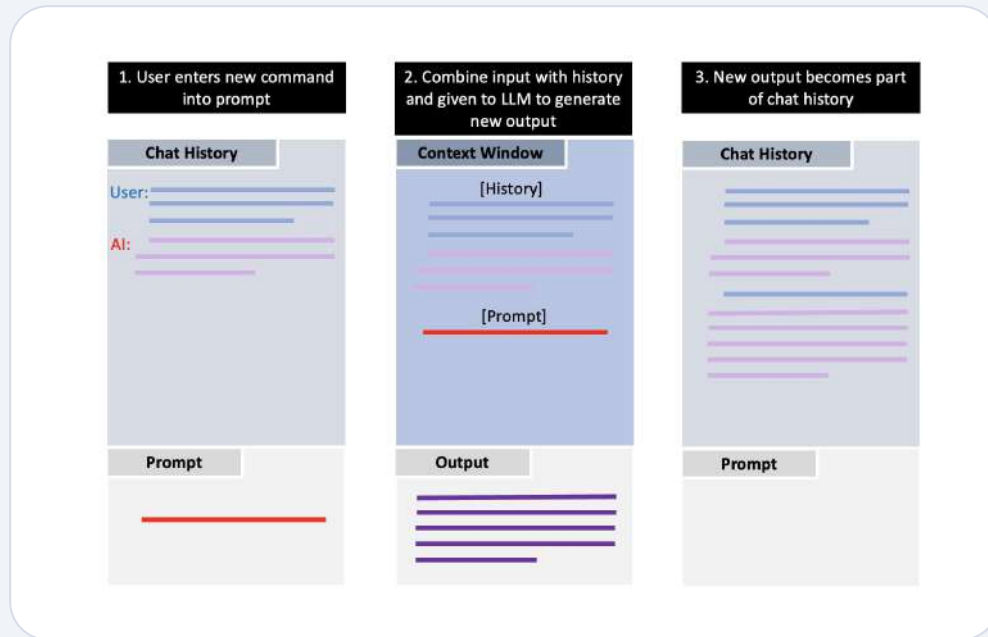 1. User enters new command
into prompt
Chat History
User:
AI:
Prompt
2. Combine input with history
and given to LLM to generate
new output
Context Window
[History]
[Prompt]
Output
3. New output becomes part
of chat history
Chat History
Prompt